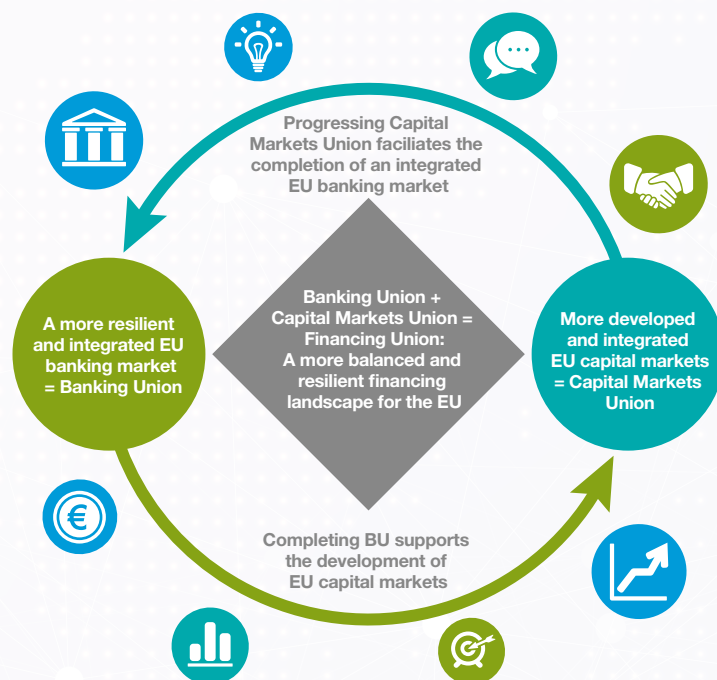 Progressing Capital
Markets Union faciliates the
completion of an integrated
EU banking market
A more resilient
and integrated EU
banking market
= Banking Union
Banking Union +
Capital Markets Union =
Financing Union:
A more balanced and
resilient financing
landscape for the EU
More developed
and integrated
EU capital markets
= Capital Markets
Union
€
Completing BU supports
the development of
EU capital markets